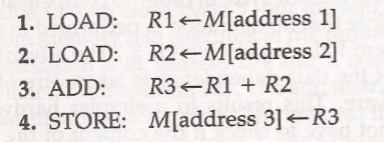 1. LOAD: R1←M[address 1]
2. LOAD: R2←M[address 2]
3. ADD: R3←R1 + R2
4. STORE: M[address 3]←R3